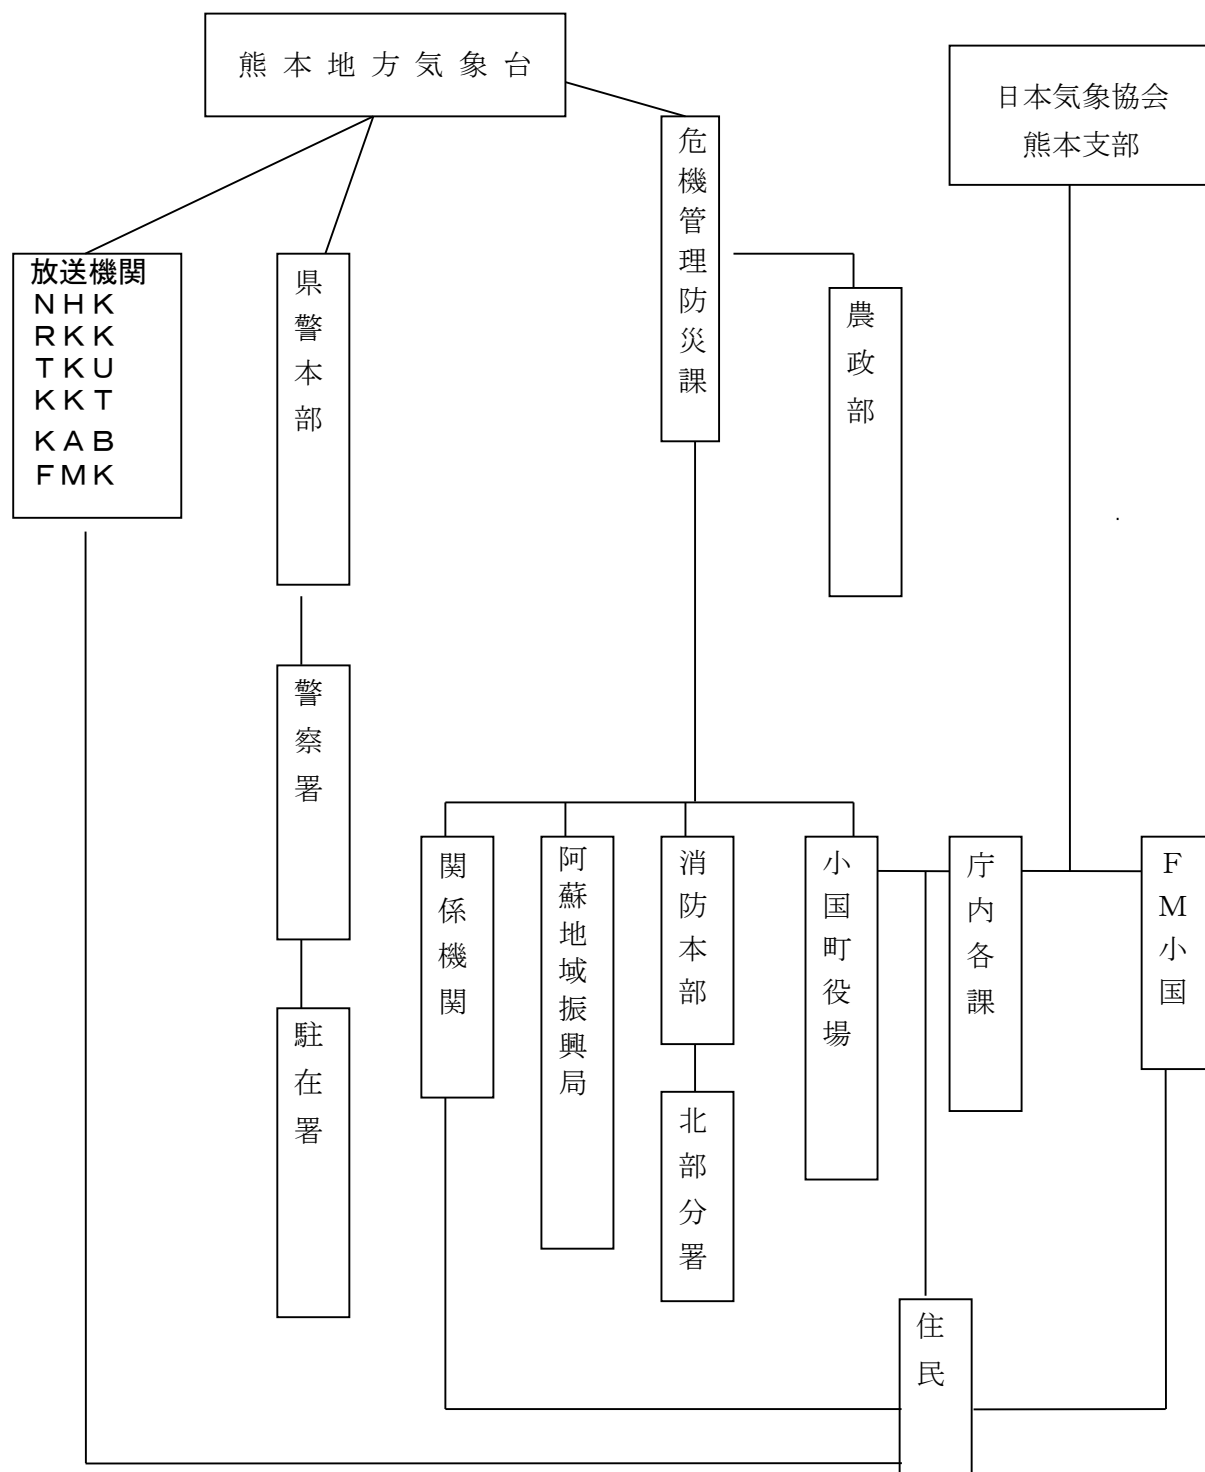 熊本地方気象台
日本気象協会
熊本支部
危機管理防災課
放送機関
ＮＨＫ
ＲＫＫ
ＴＫＵ
ＫＫＴ
ＫＡＢ
ＦＭＫ
県警本部
農政部
警察署
駐在署
関係機関
阿蘇地域振興局
消防本部
小国町役場
庁内各課
ＦＭ小国
北部分署
住民